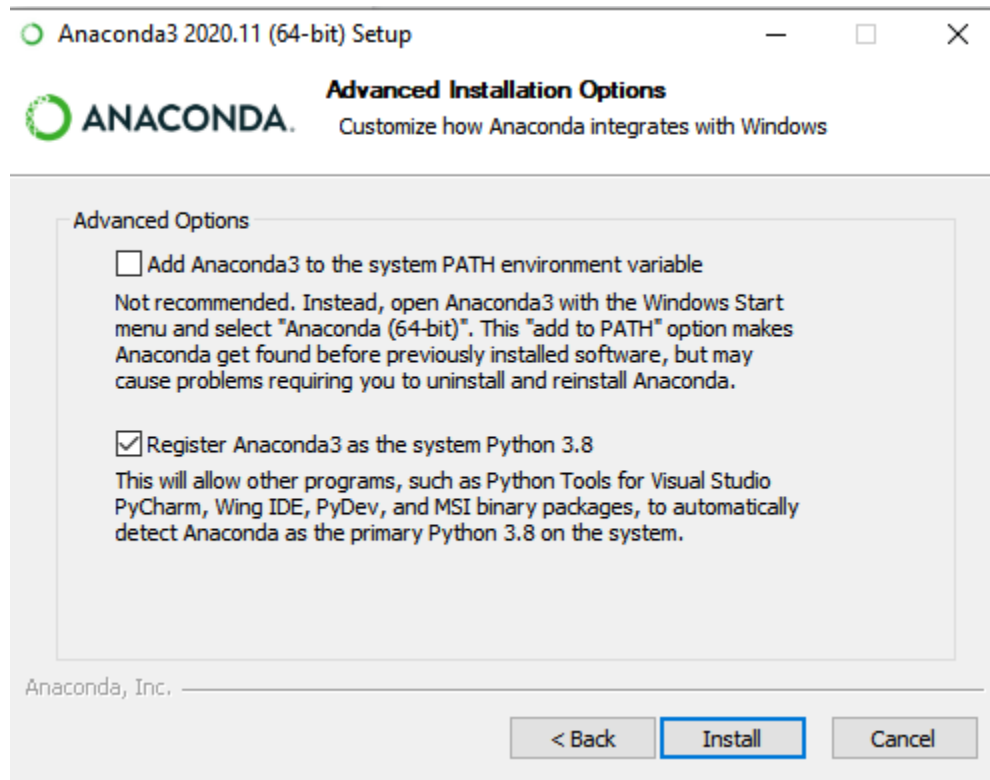 Anaconda3 2020.11 (64-bit) Setup
ANACONDA.
Advanced Installation Options
Customize how Anaconda integrates with Windows
Advanced Options
Add Anaconda3 to the system PATH environment variable
Not recommended. Instead, open Anaconda3 with the Windows Start
menu and select "Anaconda (64-bit)". This "add to PATH" option makes
Anaconda get found before previously installed software, but may
cause problems requiring you to uninstall and reinstall Anaconda.
Register Anaconda3 as the system Python 3.8
This will allow other programs, such as Python Tools for Visual Studio
PyCharm, Wing IDE, PyDev, and MSI binary packages, to automatically
detect Anaconda as the primary Python 3.8 on the system.
Anaconda, Inc.
< Back
Install
Cancel